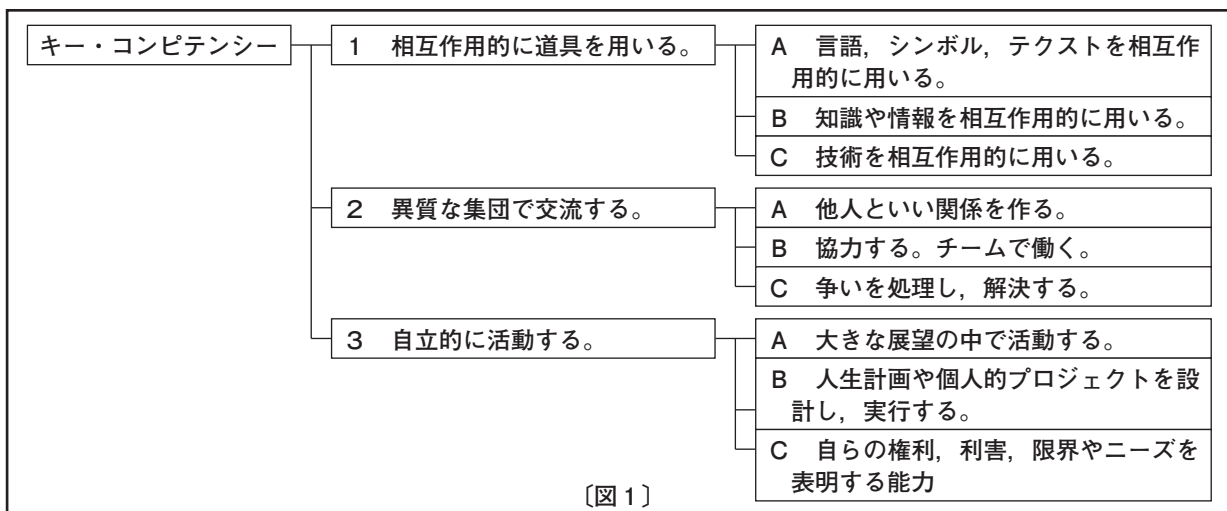 キー・コンピテンシー
1 相互作用的に道具を用いる。
A 言語,シンボル,テクストを相互作
用的に用いる。
B 知識や情報を相互作用的に用いる。
C 技術を相互作用的に用いる。
2 異質な集団で交流する。
A 他人といい関係を作る。
B 協力する。チームで働く。
C 争いを処理し,解決する。
3 自立的に活動する。
A 大きな展望の中で活動する。
B 人生計画や個人的プロジェクトを設
計し,実行する。
C 自らの権利,利害,限界やニーズを
表明する能力
〔図1〕